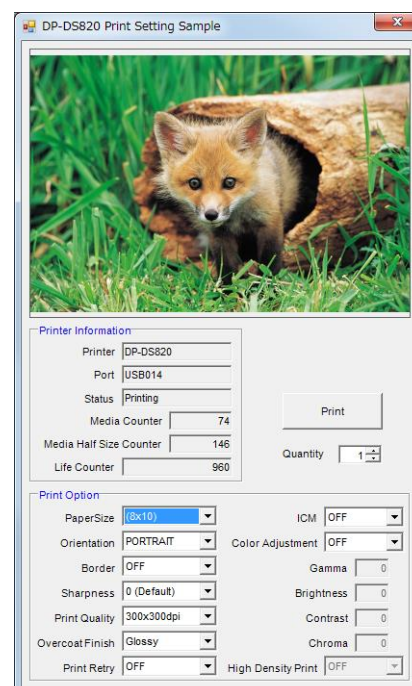 DP-DS820 Print Setting Sample
Printer Information
Printer DP-DS820
Port USB014
Status Printing
Media Counter 74
Media Half Size Counter 146
Life Counter 960
Print
Quantity 1
Print Option
PaperSize (8x10)
Orientation PORTRAIT
Border OFF
Sharpness 0 (Default)
Print Quality 300x300dpi
Overcoat Finish Glossy
Print Retry OFF
ICM OFF
Color Adjustment OFF
Gamma 0
Brightness 0
Contrast 0
Chroma 0
High Density Print OFF